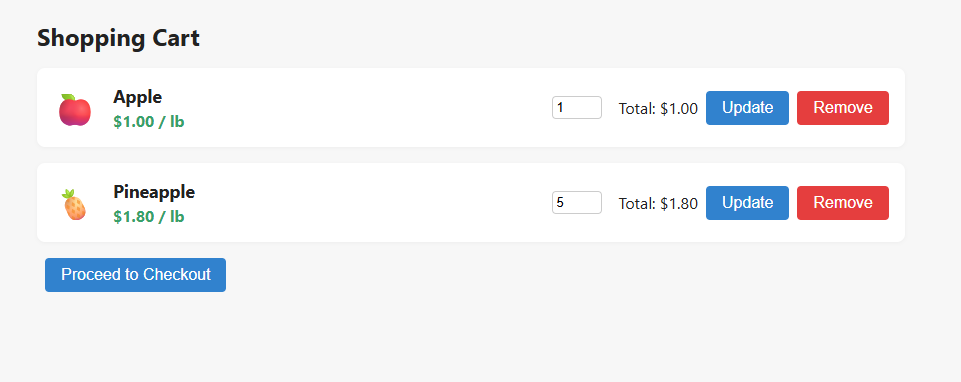 Shopping Cart
Apple
$1.00 / lb
1 Total: $1.00 Update Remove
Pineapple
$1.80 / lb
5 Total: $1.80 Update Remove
Proceed to Checkout